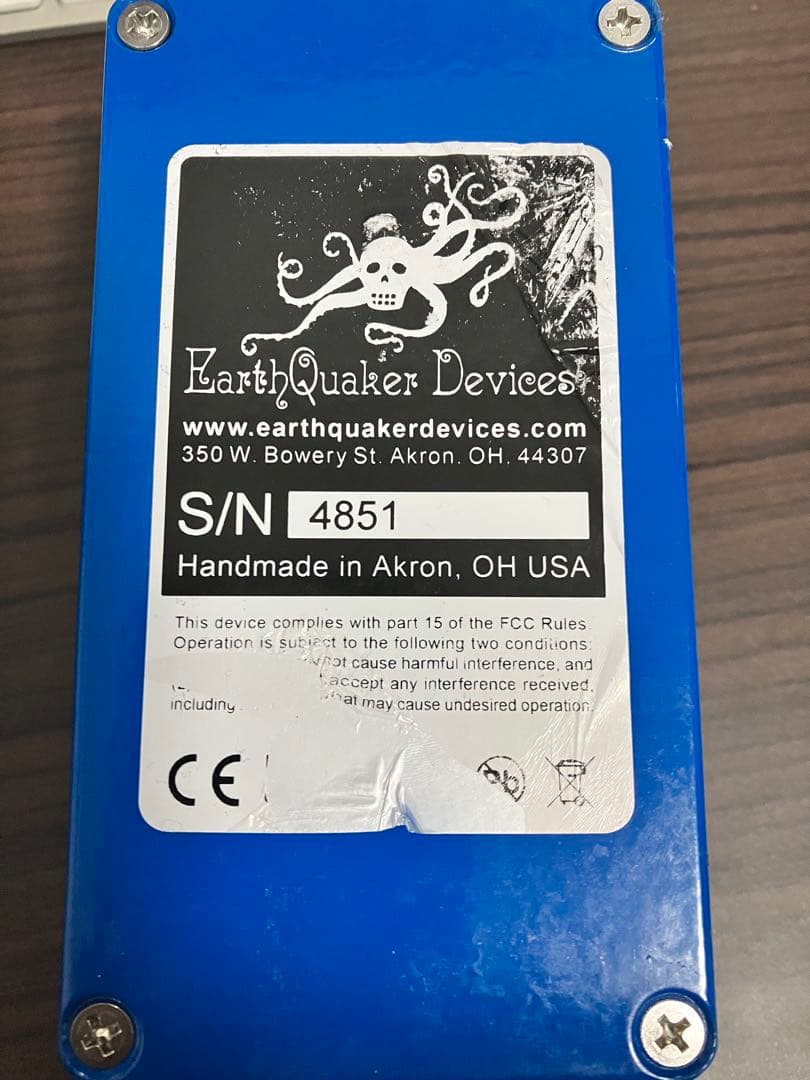 EarthQuaker Devices
www.earthquakerdevices.com
350 W. Bowery St. Akron, OH, 44307
S/N 4851
Handmade in Akron, OH USA
This device complies with part 15 of the FCC Rules.
Operation is subject to the following two conditions:
not cause harmful interference, and
accept any interference received,
including that may cause undesired operation.
CE